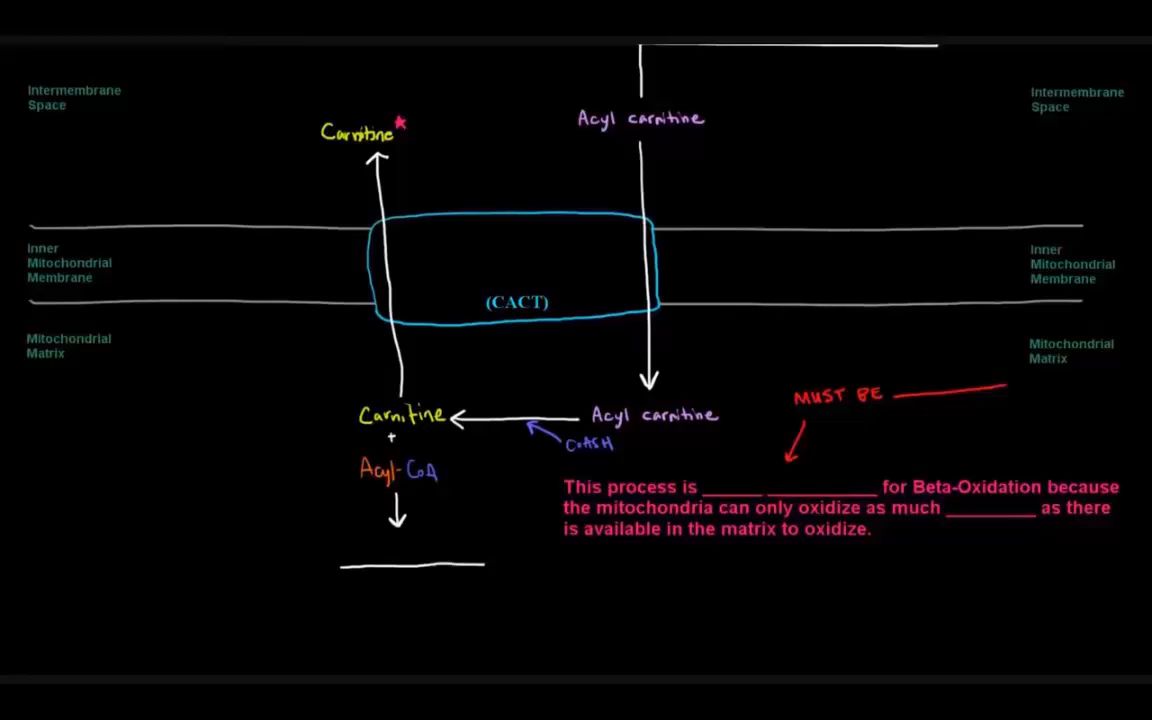 Intermembrane
Space
Intermembrane
Space
Carnitine
Acyl carnitine
Inner
Mitochondrial
Membrane
(CACT)
Inner
Mitochondrial
Membrane
Mitochondrial
Matrix
Mitochondrial
Matrix
MUST BE ________
Carnitine
Acyl carnitine
+
CoASH
Acyl-CoA
This process is ______ ___________ for Beta-Oxidation because
the mitochondria can only oxidize as much _________ as there
is available in the matrix to oxidize.